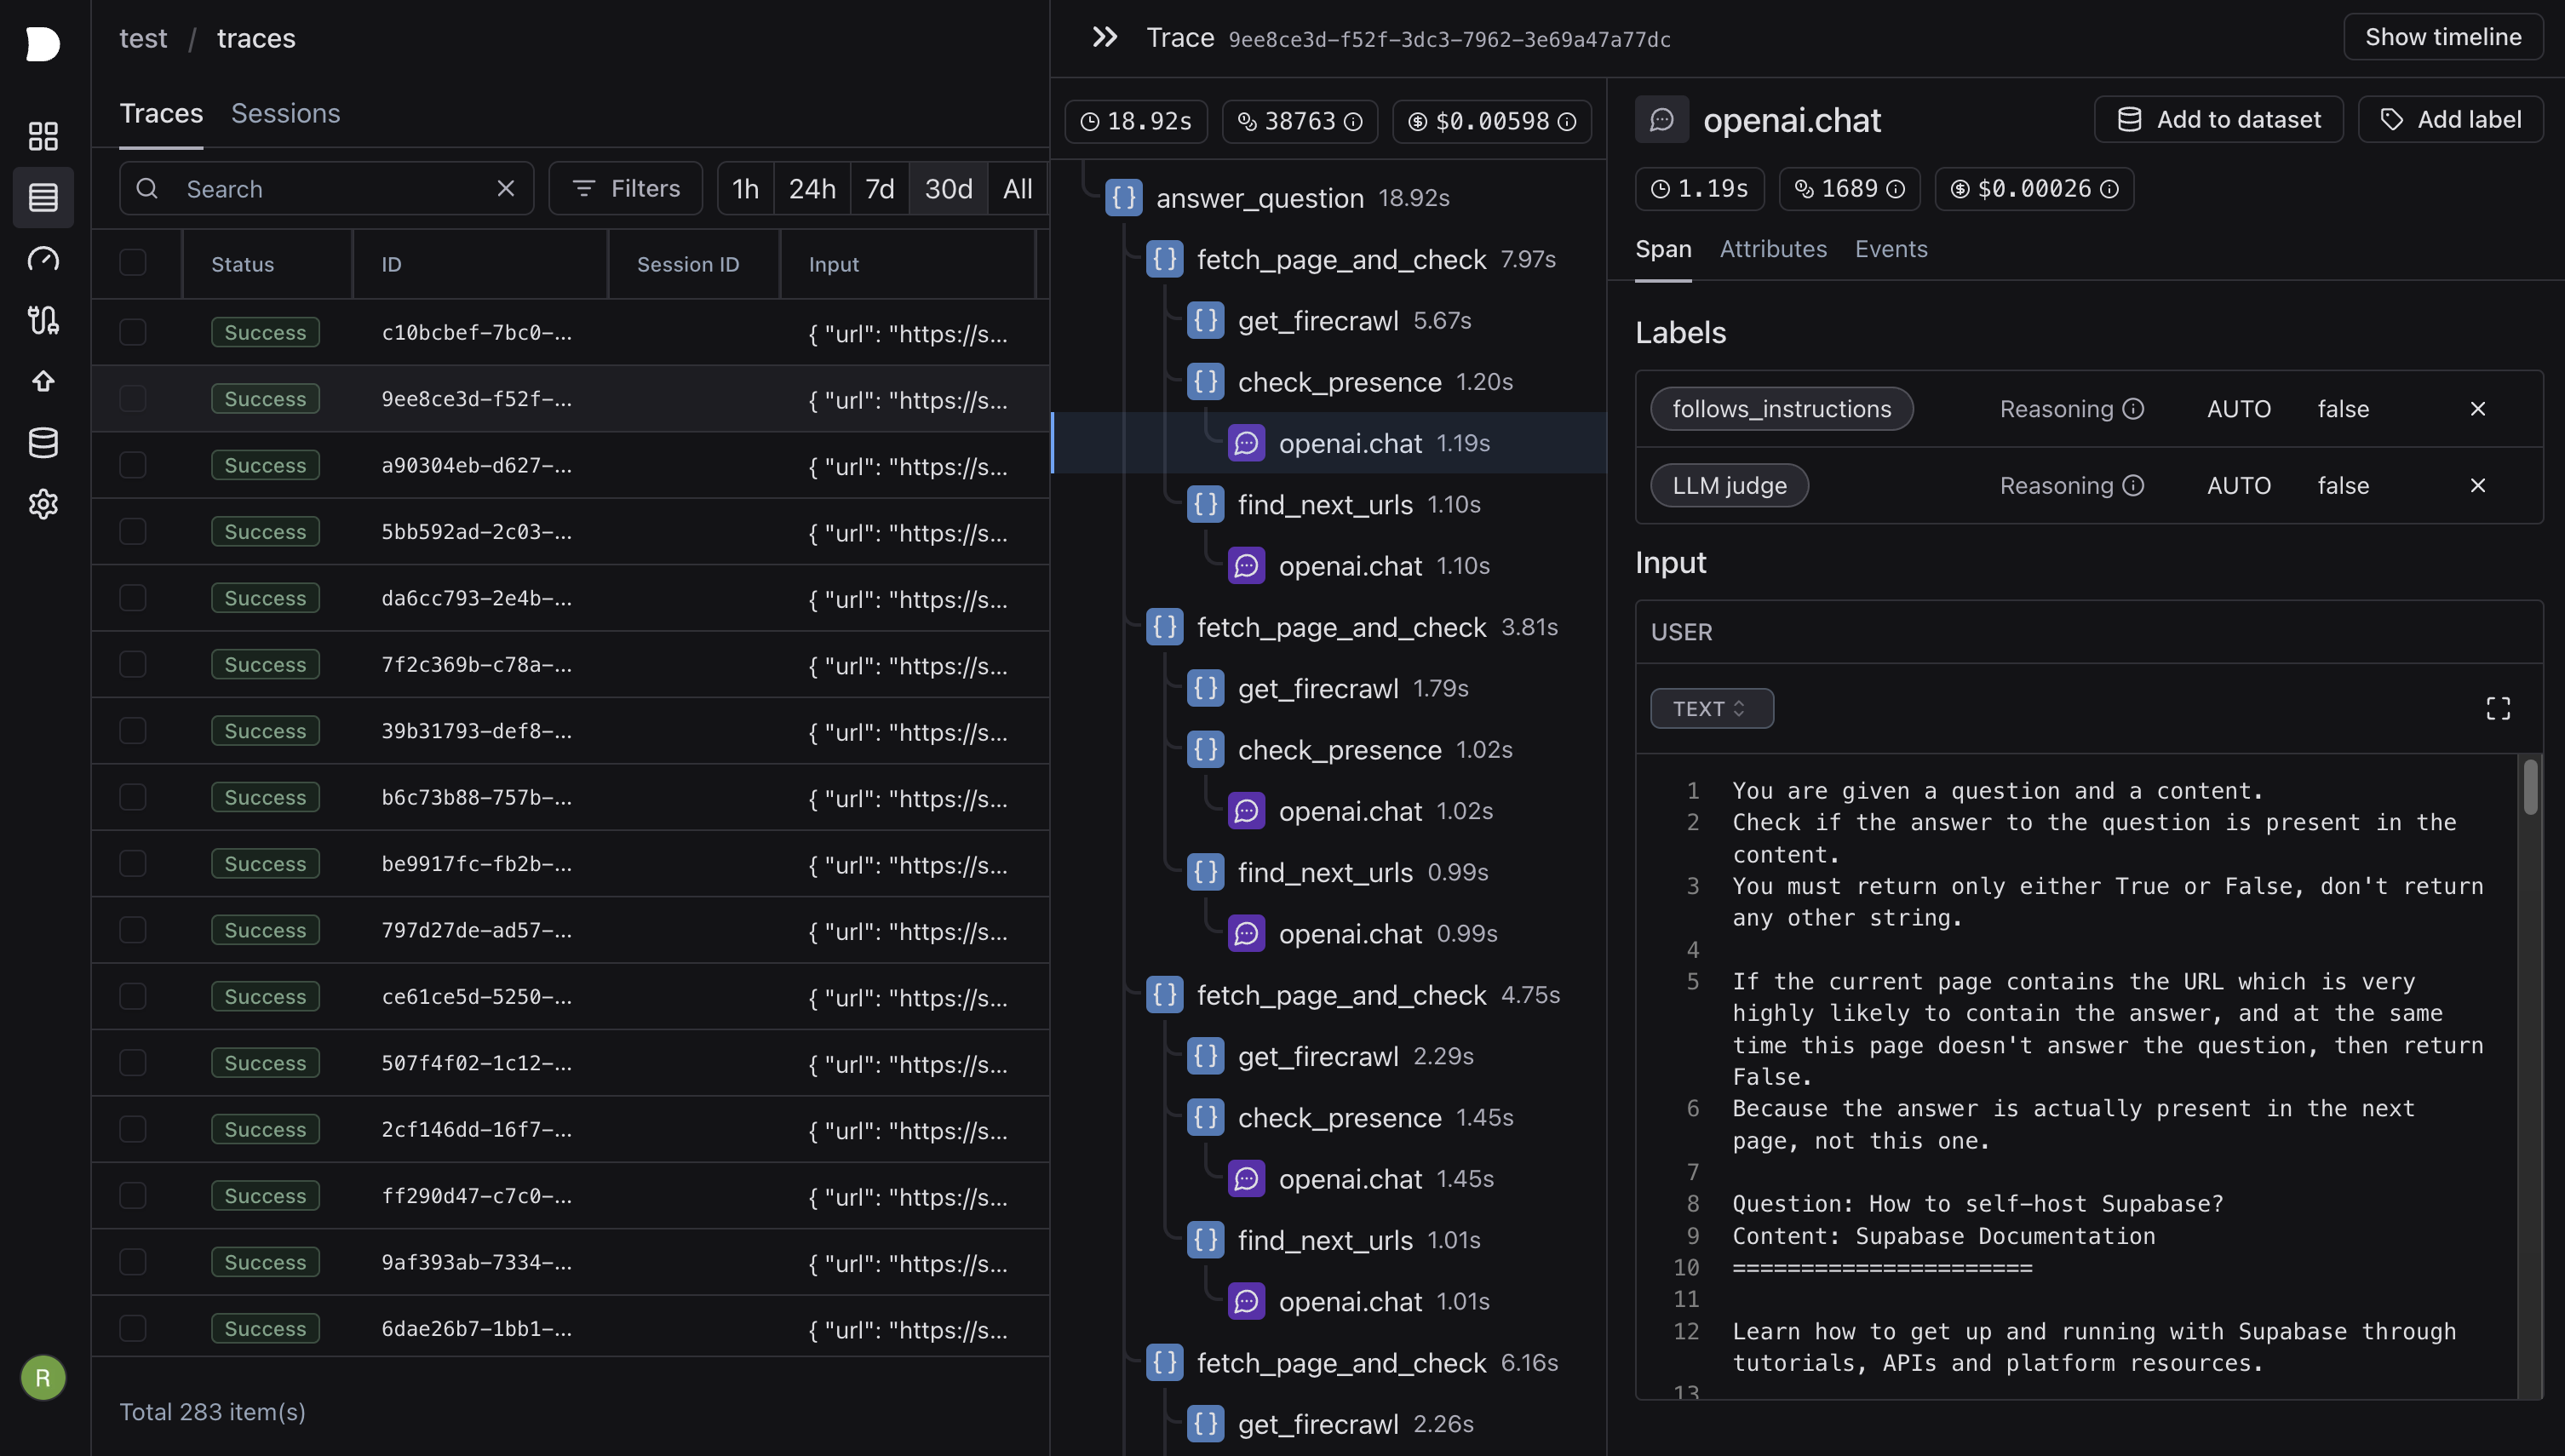 test / traces
Traces Sessions
Search
Filters
1h 24h 7d 30d All
Status ID Session ID Input
Success c10bcbef-7bc0-... { "url": "https://s...
Success 9ee8ce3d-f52f-... { "url": "https://s...
Success a90304eb-d627-... { "url": "https://s...
Success 5bb592ad-2c03-... { "url": "https://s...
Success da6cc793-2e4b-... { "url": "https://s...
Success 7f2c369b-c78a-... { "url": "https://s...
Success 39b31793-def8-... { "url": "https://s...
Success b6c73b88-757b-... { "url": "https://s...
Success be9917fc-fb2b-... { "url": "https://s...
Success 797d27de-ad57-... { "url": "https://s...
Success ce61ce5d-5250-... { "url": "https://s...
Success 507f4f02-1c12-... { "url": "https://s...
Success 2cf146dd-16f7-... { "url": "https://s...
Success ff290d47-c7c0-... { "url": "https://s...
Success 9af393ab-7334-... { "url": "https://s...
Success 6dae26b7-1bb1-... { "url": "https://s...
Total 283 item(s)
R
Trace 9ee8ce3d-f52f-3dc3-7962-3e69a47a77dc
Show timeline
18.92s 38763 $0.00598
answer_question 18.92s
fetch_page_and_check 7.97s
get_firecrawl 5.67s
check_presence 1.20s
openai.chat 1.19s
find_next_urls 1.10s
openai.chat 1.10s
fetch_page_and_check 3.81s
get_firecrawl 1.79s
check_presence 1.02s
openai.chat 1.02s
find_next_urls 0.99s
openai.chat 0.99s
fetch_page_and_check 4.75s
get_firecrawl 2.29s
check_presence 1.45s
openai.chat 1.45s
find_next_urls 1.01s
openai.chat 1.01s
fetch_page_and_check 6.16s
get_firecrawl 2.26s
openai.chat
Add to dataset
Add label
1.19s 1689 $0.00026
Span Attributes Events
Labels
follows_instructions Reasoning AUTO false
LLM judge Reasoning AUTO false
Input
USER
TEXT
1 You are given a question and a content.
2 Check if the answer to the question is present in the
content.
3 You must return only either True or False, don't return
any other string.
4
5 If the current page contains the URL which is very
highly likely to contain the answer, and at the same
time this page doesn't answer the question, then return
False.
6 Because the answer is actually present in the next
page, not this one.
7
8 Question: How to self-host Supabase?
9 Content: Supabase Documentation
10 ======================
11
12 Learn how to get up and running with Supabase through
tutorials, APIs and platform resources.
13